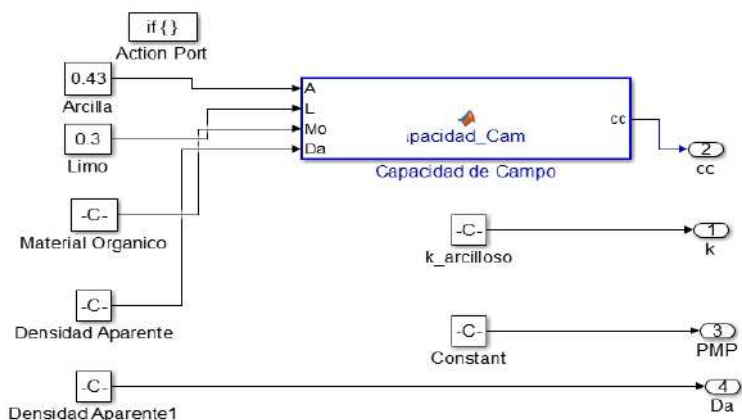 if { }
Action Port
0.43
Arcilla
0.3
Limo
-C-
Material Organico
-C-
Densidad Aparente
-C-
Densidad Aparente1
A
L
Mo
Da
ıpacidad_Cam
cc
Capacidad de Campo
-C-
k_arcilloso
-C-
Constant
2
cc
1
k
3
PMP
4
Da